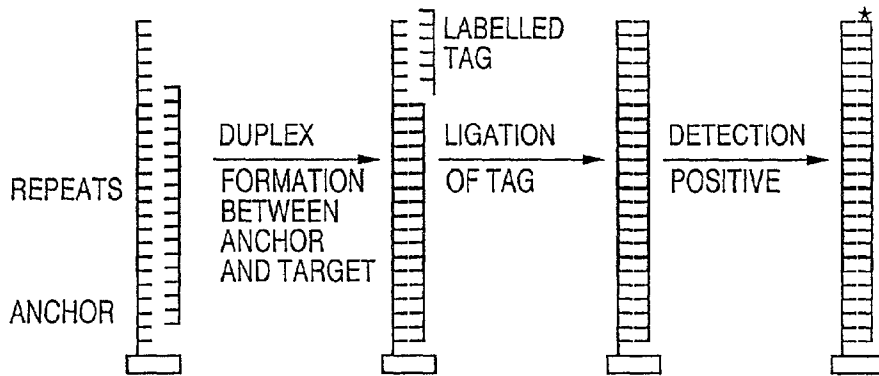 REPEATS
ANCHOR
DUPLEX
FORMATION
BETWEEN
ANCHOR
AND TARGET
LABELLED
TAG
LIGATION
OF TAG
DETECTION
POSITIVE